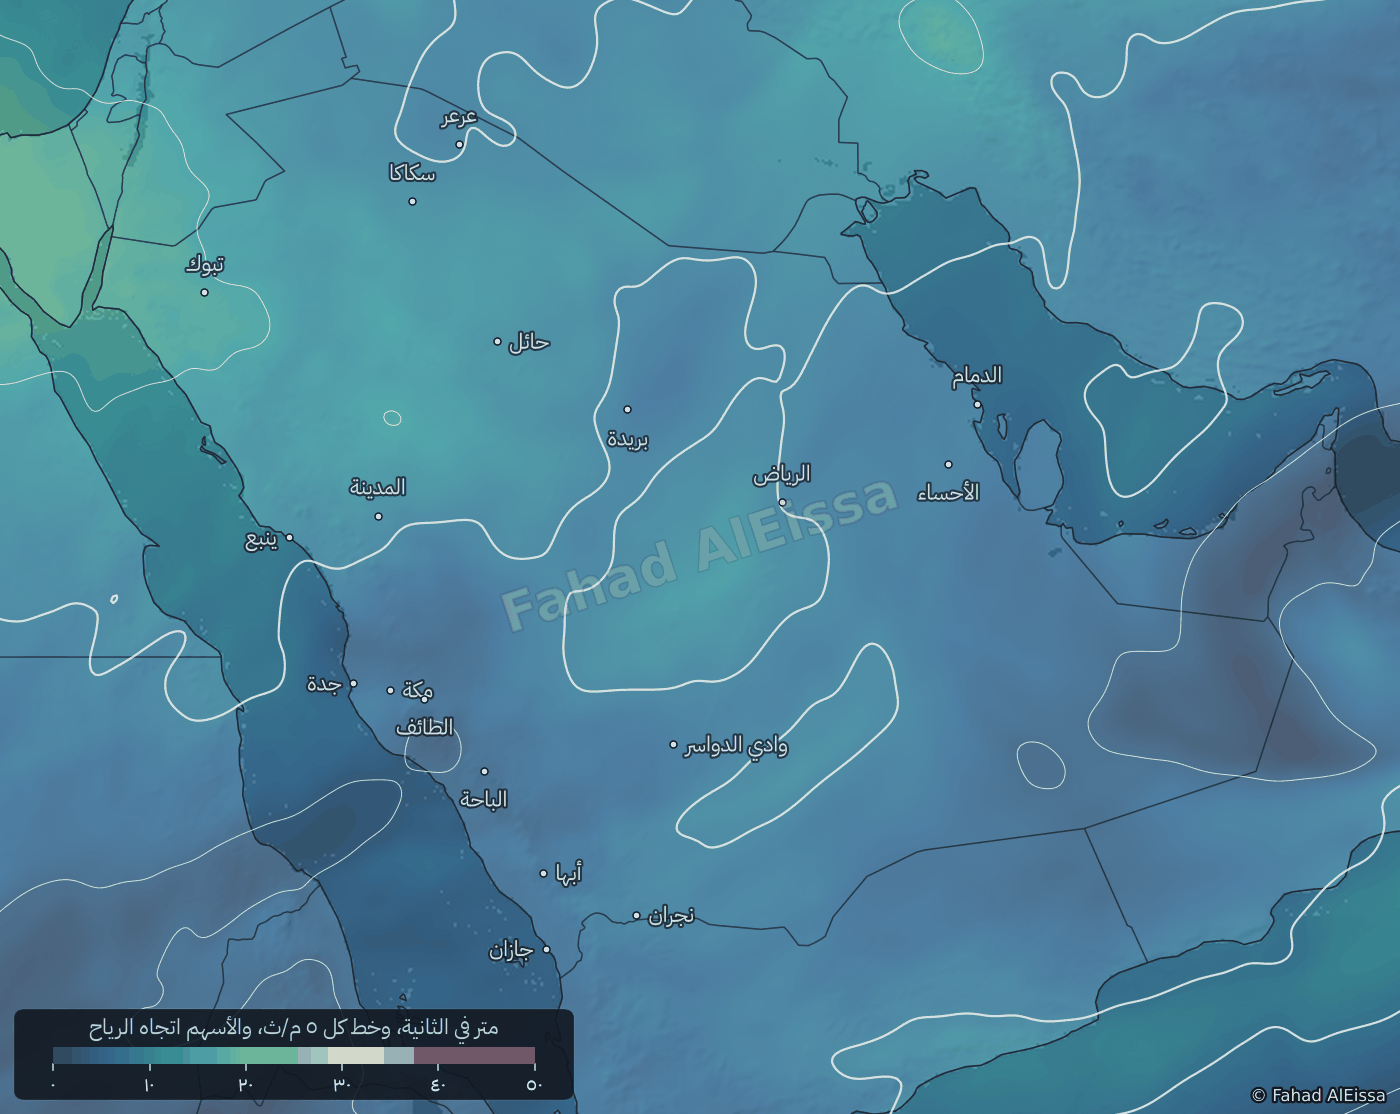 عرعر
سكاكا
تبوك
حائل
الدمام
بريدة
الرياض
الأحساء
المدينة
ينبع
Fahad AlEissa
جدة
مكة
الطائف
وادي الدواسر
الباحة
أبها
نجران
جازان
متر في الثانية، وخط كل ٥ م/ث، والأسهم اتجاه الرياح
٠ ١٠ ٢٠ ٣٠ ٤٠ ٥٠
© Fahad AlEissa